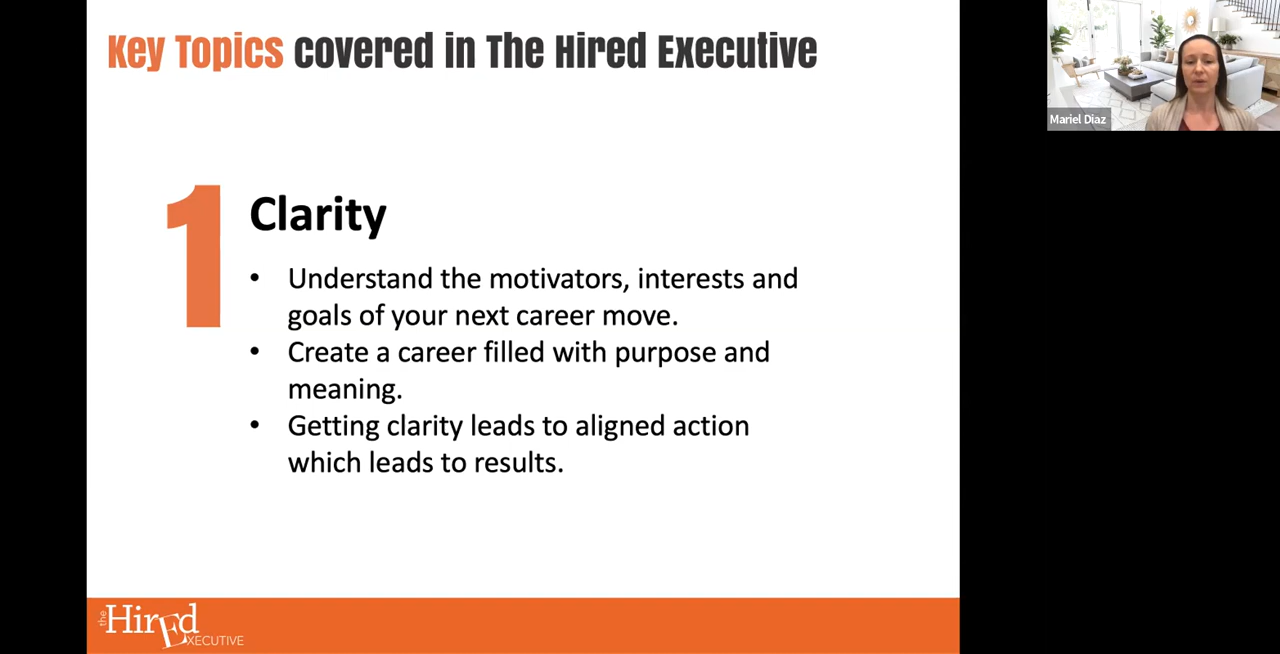 Key Topics covered in The Hired Executive
Mariel Diaz
1
Clarity
• Understand the motivators, interests and
goals of your next career move.
• Create a career filled with purpose and
meaning.
• Getting clarity leads to aligned action
which leads to results.
the HirEd
EXECUTIVE